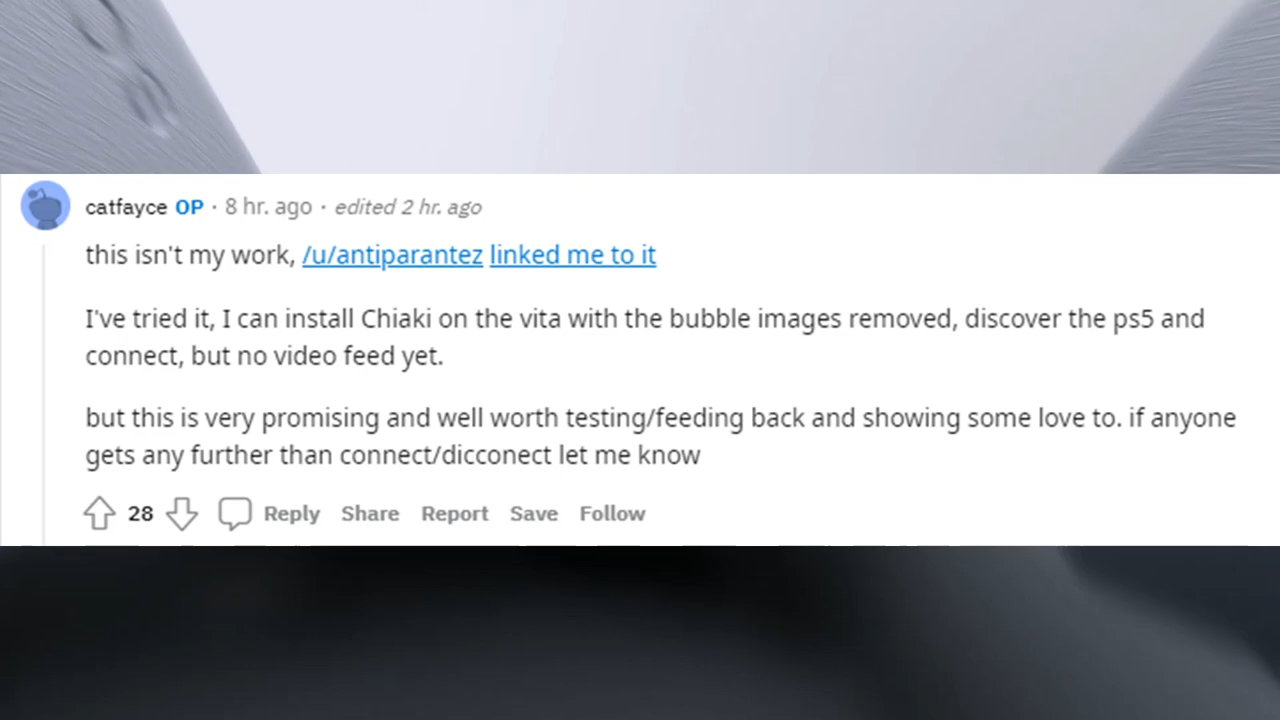 catfayce OP · 8 hr. ago · edited 2 hr. ago
this isn't my work, /u/antiparantez linked me to it
I've tried it, I can install Chiaki on the vita with the bubble images removed, discover the ps5 and
connect, but no video feed yet.
but this is very promising and well worth testing/feeding back and showing some love to. if anyone
gets any further than connect/dicconect let me know
28 Reply Share Report Save Follow